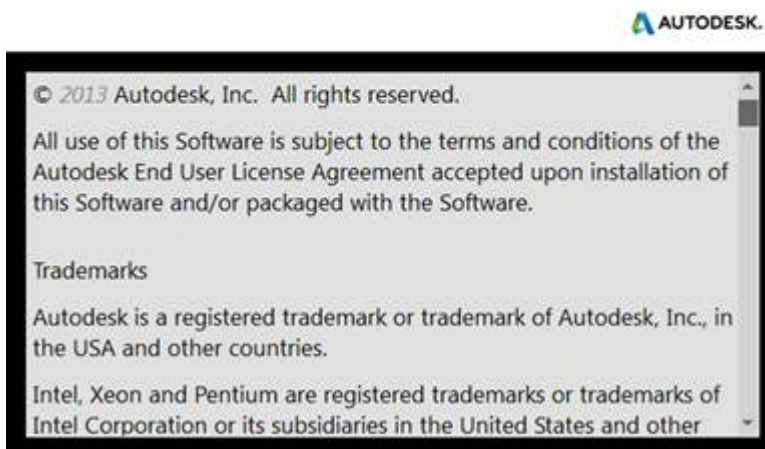 AUTODESK.
© 2013 Autodesk, Inc. All rights reserved.
All use of this Software is subject to the terms and conditions of the
Autodesk End User License Agreement accepted upon installation of
this Software and/or packaged with the Software.
Trademarks
Autodesk is a registered trademark or trademark of Autodesk, Inc., in
the USA and other countries.
Intel, Xeon and Pentium are registered trademarks or trademarks of
Intel Corporation or its subsidiaries in the United States and other